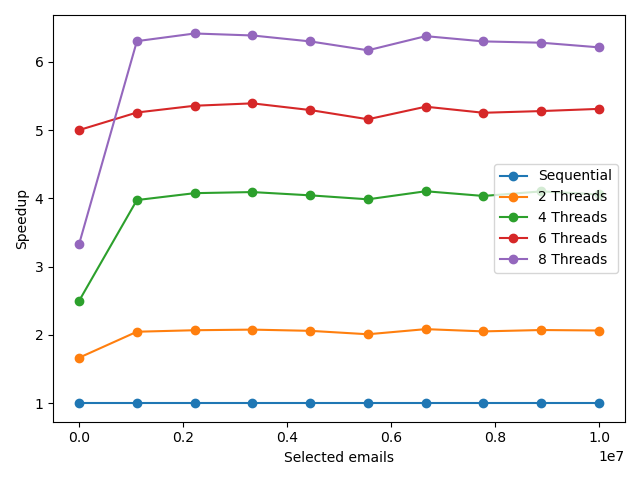 6
5
4
3
2
1
Speedup
Sequential
2 Threads
4 Threads
6 Threads
8 Threads
0.0 0.2 0.4 0.6 0.8 1.0
1e7
Selected emails